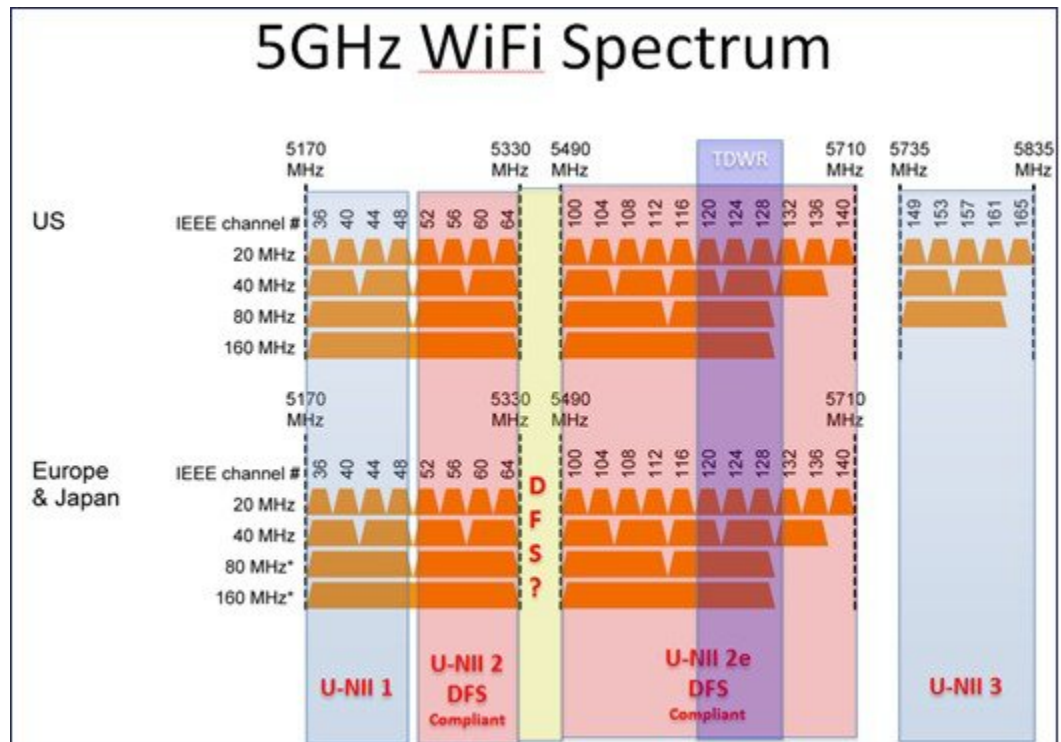 5GHz WiFi Spectrum
5170 MHz 5330 MHz 5490 MHz 5710 MHz 5735 MHz 5835 MHz
TDWR
US
IEEE channel # 36 40 44 48 52 56 60 64 100 104 108 112 116 120 124 128 132 136 140 149 153 157 161 165
20 MHz
40 MHz
80 MHz
160 MHz
5170 MHz 5330 MHz 5490 MHz 5710 MHz
Europe
& Japan
IEEE channel # 36 40 44 48 52 56 60 64 100 104 108 112 116 120 124 128 132 136 140
20 MHz
40 MHz
80 MHz*
160 MHz*
DFS?
U-NII 1
U-NII 2
DFS
Compliant
U-NII 2e
DFS
Compliant
U-NII 3